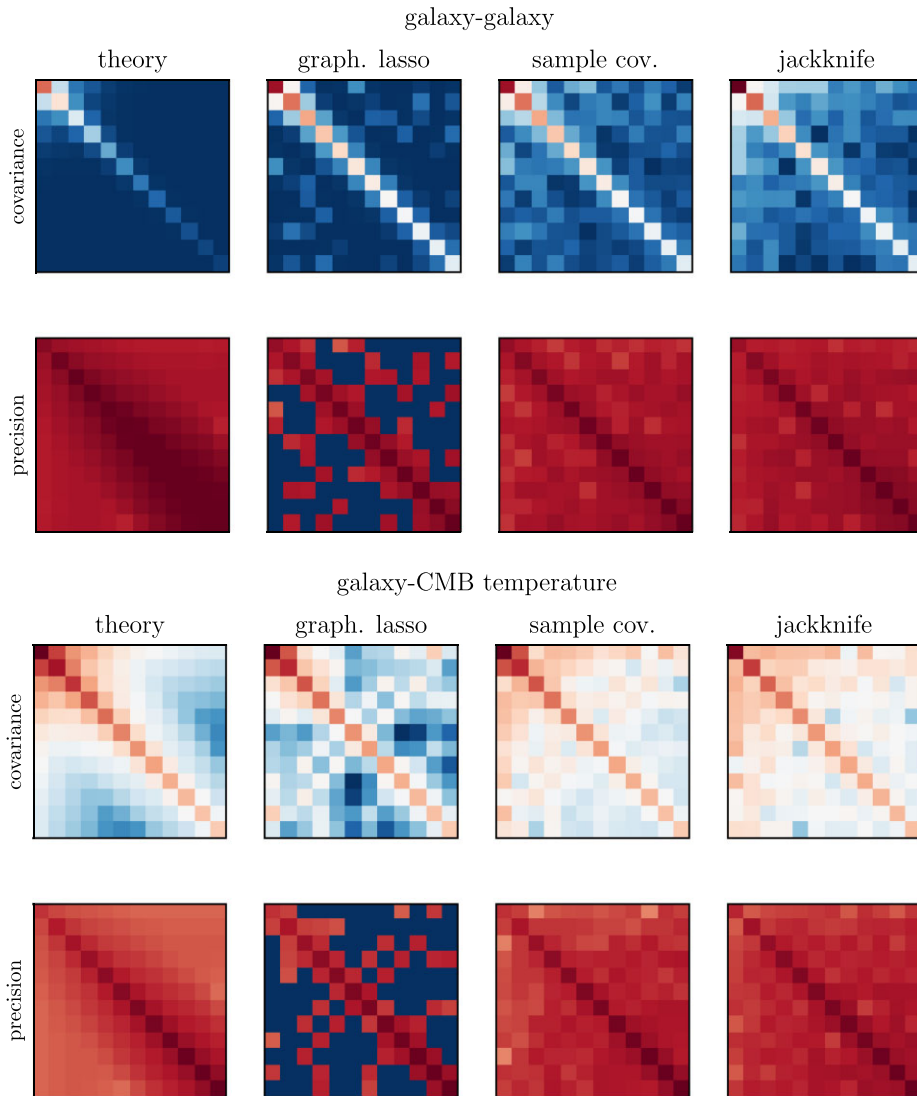 galaxy-galaxy
theory graph. lasso sample cov. jackknife
covariance
precision
galaxy-CMB temperature
theory graph. lasso sample cov. jackknife
covariance
precision